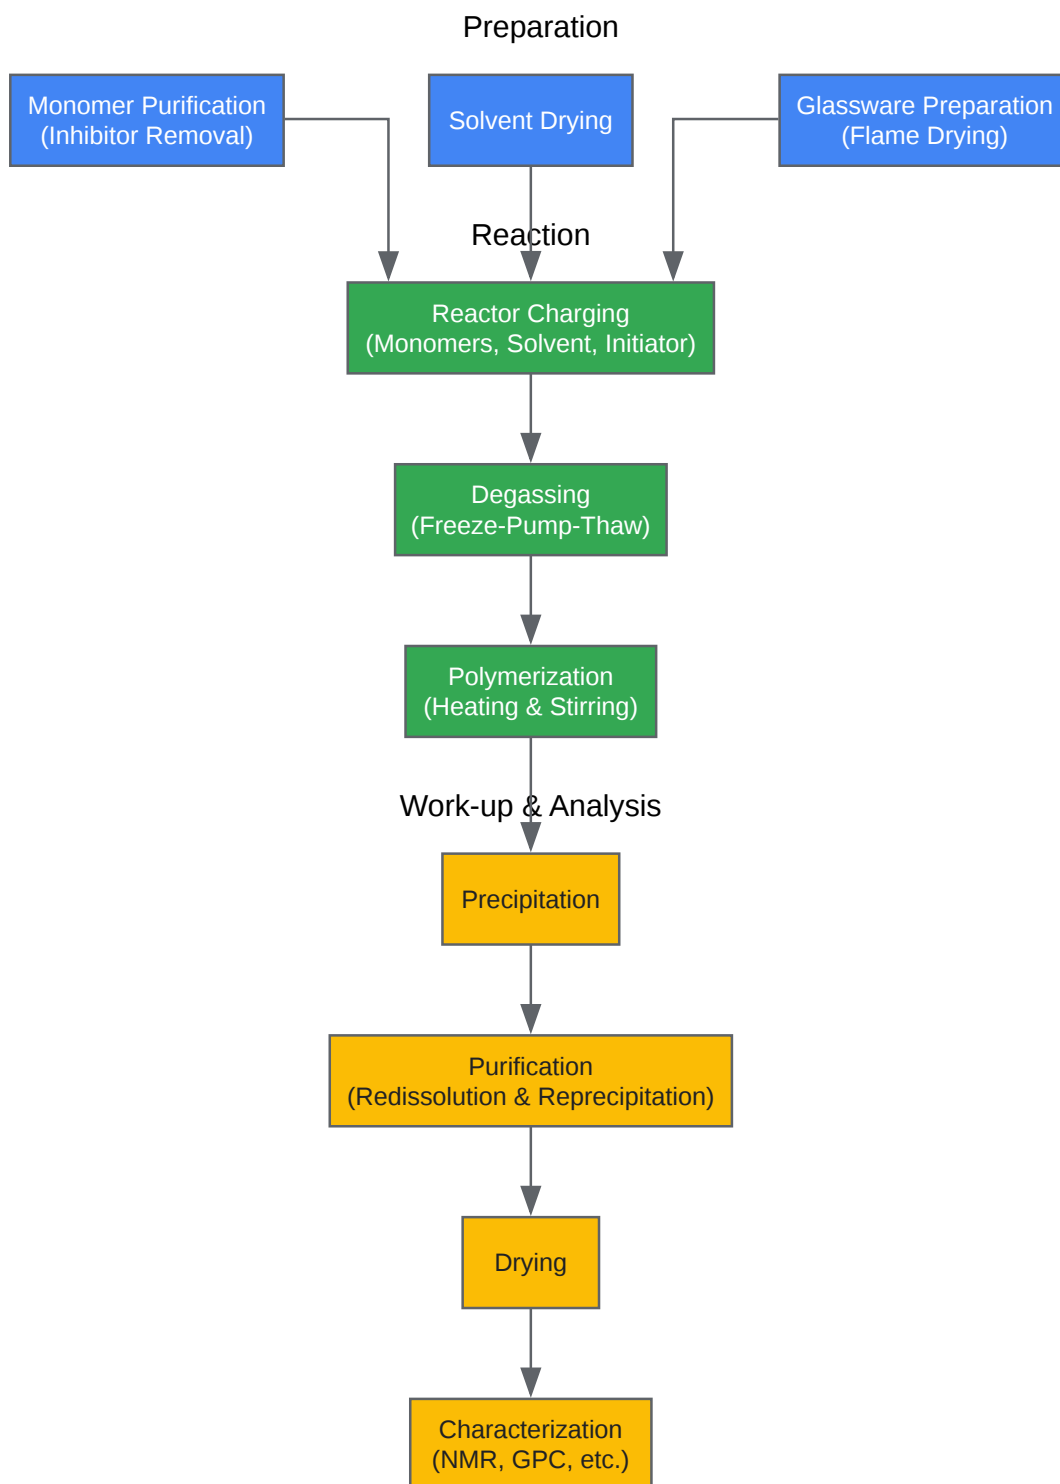 Preparation
Monomer Purification
(Inhibitor Removal)
Solvent Drying
Glassware Preparation
(Flame Drying)
Reaction
Reactor Charging
(Monomers, Solvent, Initiator)
Degassing
(Freeze-Pump-Thaw)
Polymerization
(Heating & Stirring)
Work-up & Analysis
Precipitation
Purification
(Redissolution & Reprecipitation)
Drying
Characterization
(NMR, GPC, etc.)